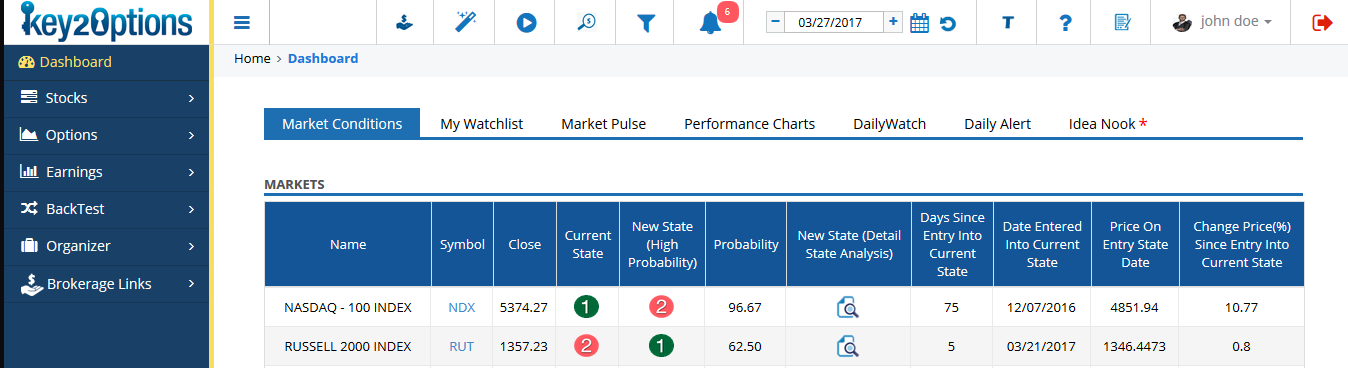 key2Options
6
− 03/27/2017 +
T
?
john doe
Home > Dashboard
Dashboard
Stocks
Options
Earnings
BackTest
Organizer
Brokerage Links
Market Conditions My Watchlist Market Pulse Performance Charts DailyWatch Daily Alert Idea Nook *
MARKETS
Name
Symbol
Close
Current
State
New State
(High
Probability)
Probability
New State (Detail
State Analysis)
Days Since
Entry Into
Current
State
Date Entered
Into Current
State
Price On
Entry State
Date
Change Price(%)
Since Entry Into
Current State
NASDAQ - 100 INDEX NDX 5374.27 1 2 96.67 75 12/07/2016 4851.94 10.77
RUSSELL 2000 INDEX RUT 1357.23 2 1 62.50 5 03/21/2017 1346.4473 0.8